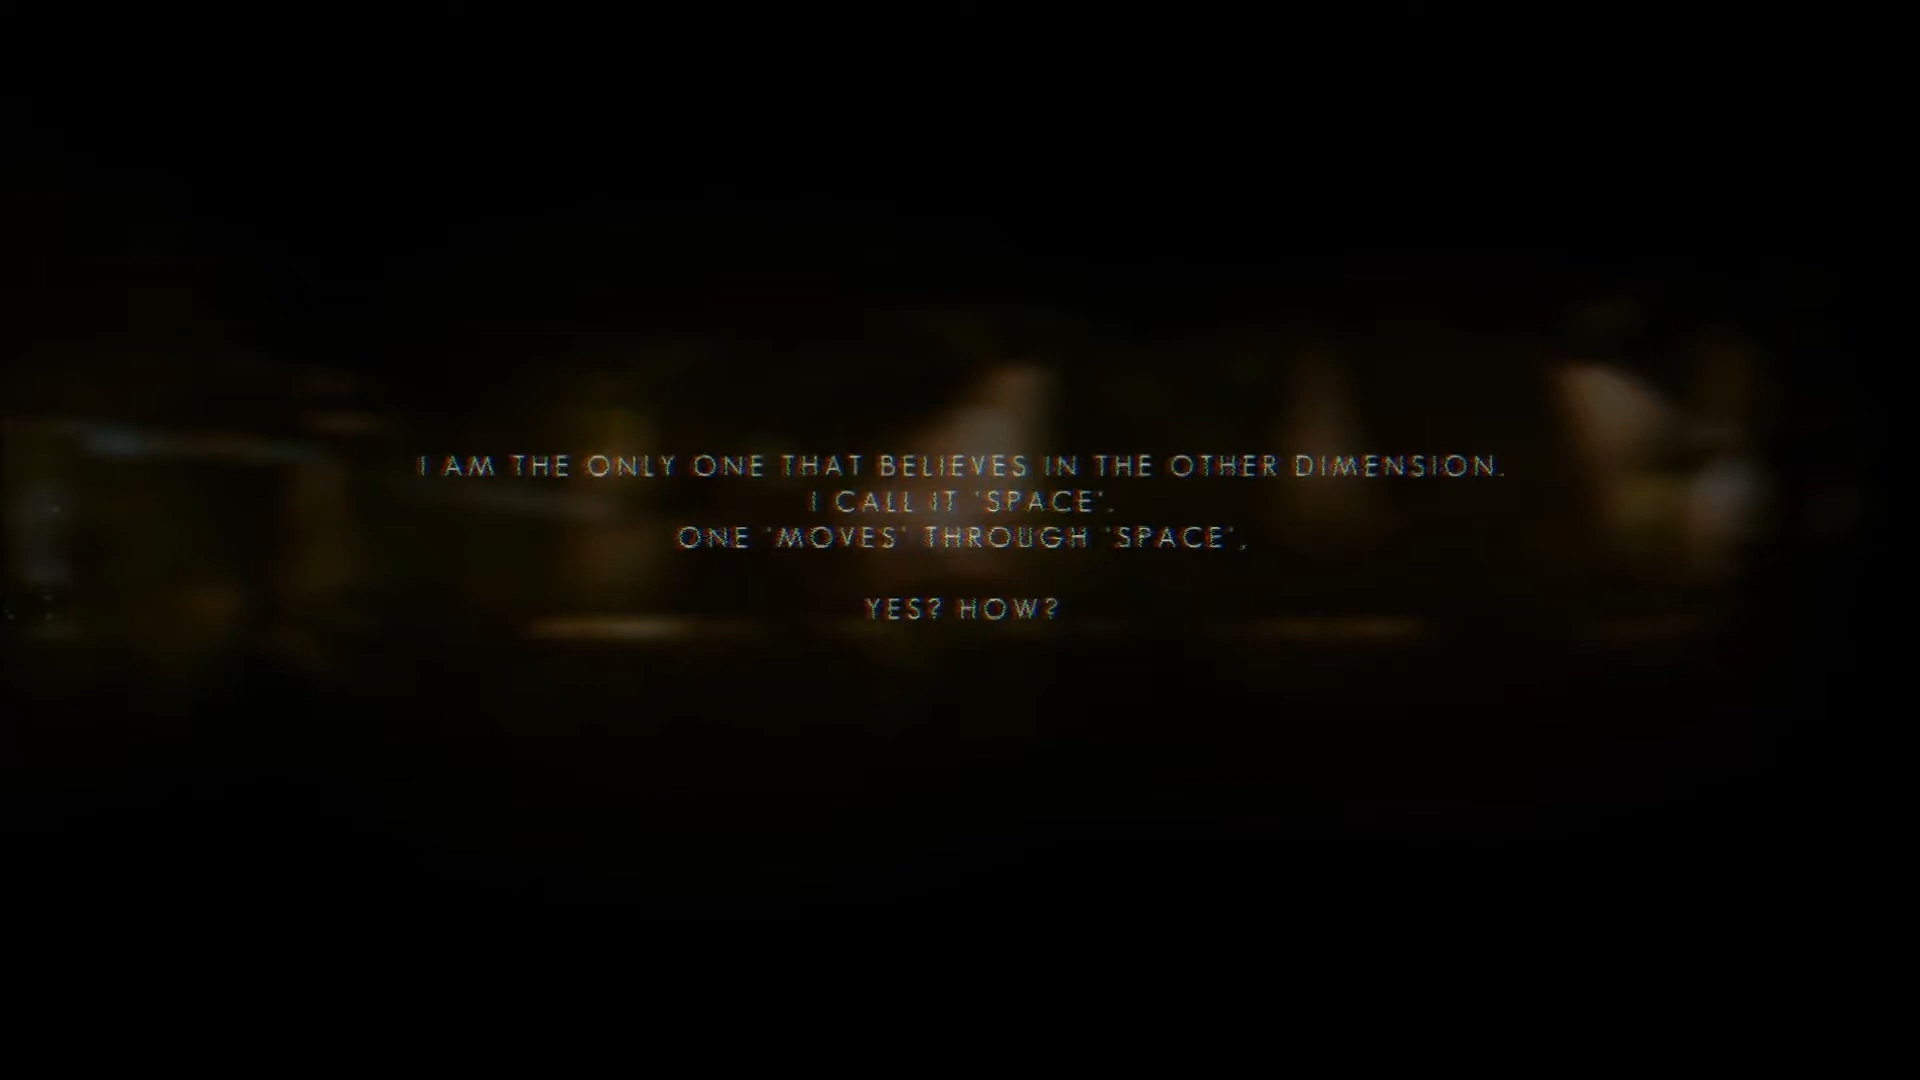 I AM THE ONLY ONE THAT BELIEVES IN THE OTHER DIMENSION.
I CALL IT 'SPACE'.
ONE 'MOVES' THROUGH 'SPACE',
YES? HOW?